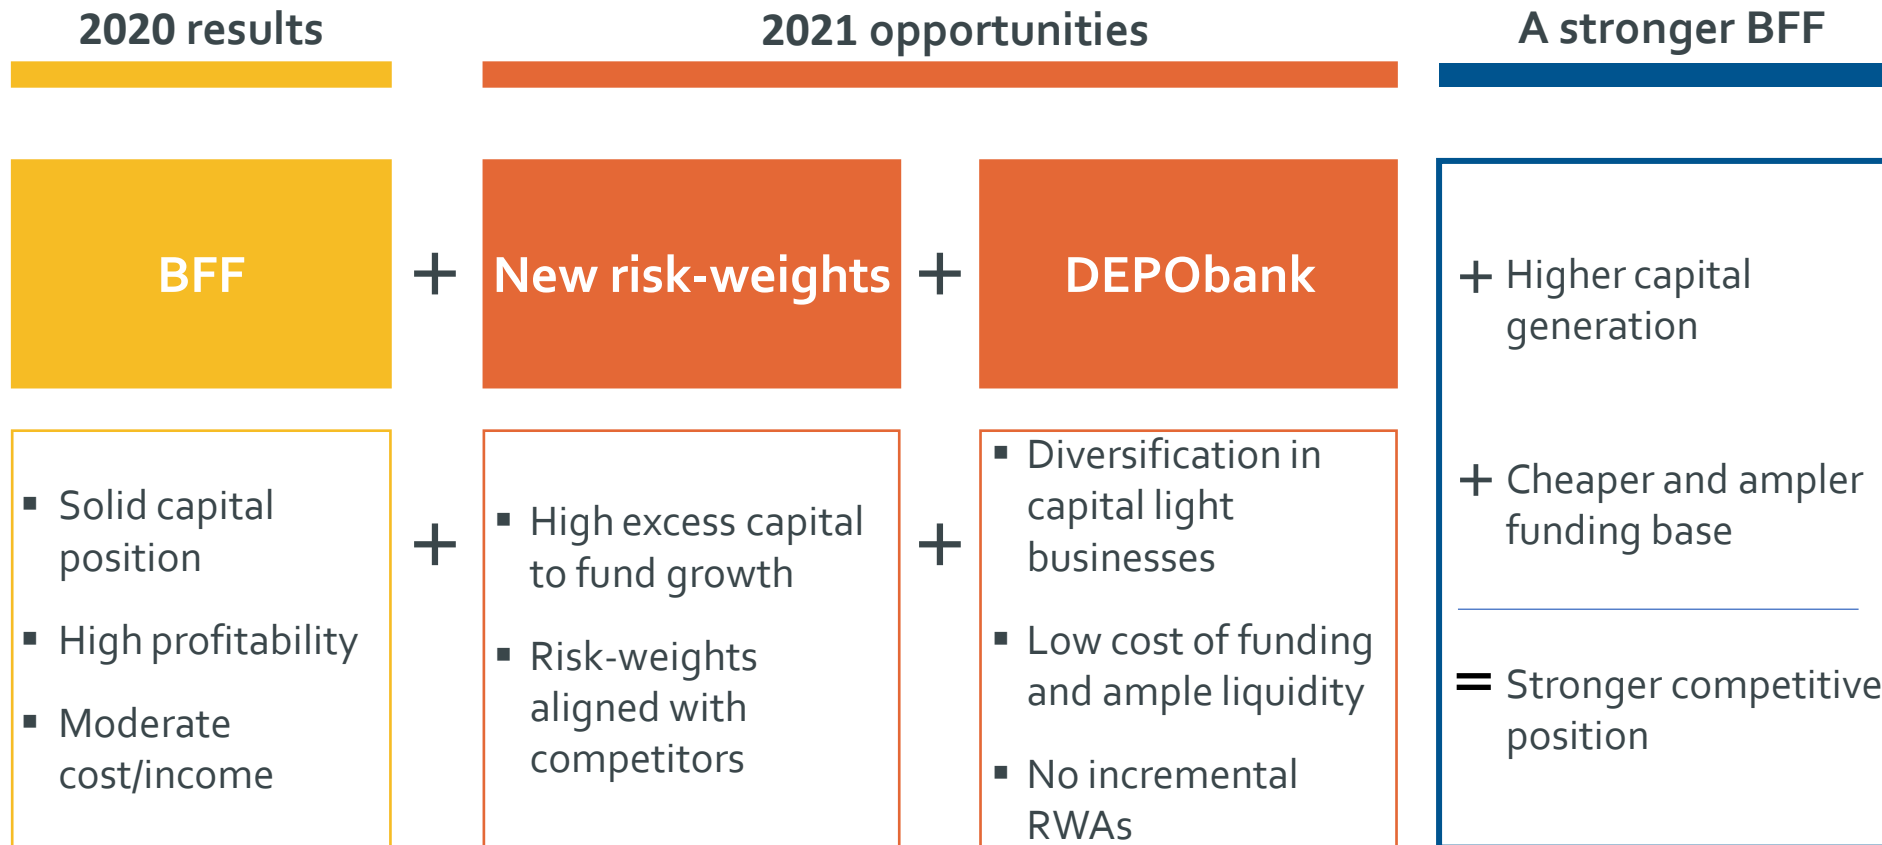 2020 results
2021 opportunities
A stronger BFF
BFF
+
New risk-weights
+
DEPObank
▪ Solid capital
position
▪ High profitability
▪ Moderate
cost/income
+
▪ High excess capital
to fund growth
▪ Risk-weights
aligned with
competitors
+
▪ Diversification in
capital light
businesses
▪ Low cost of funding
and ample liquidity
▪ No incremental
RWAs
+ Higher capital
generation
+ Cheaper and ampler
funding base
= Stronger competitive
position